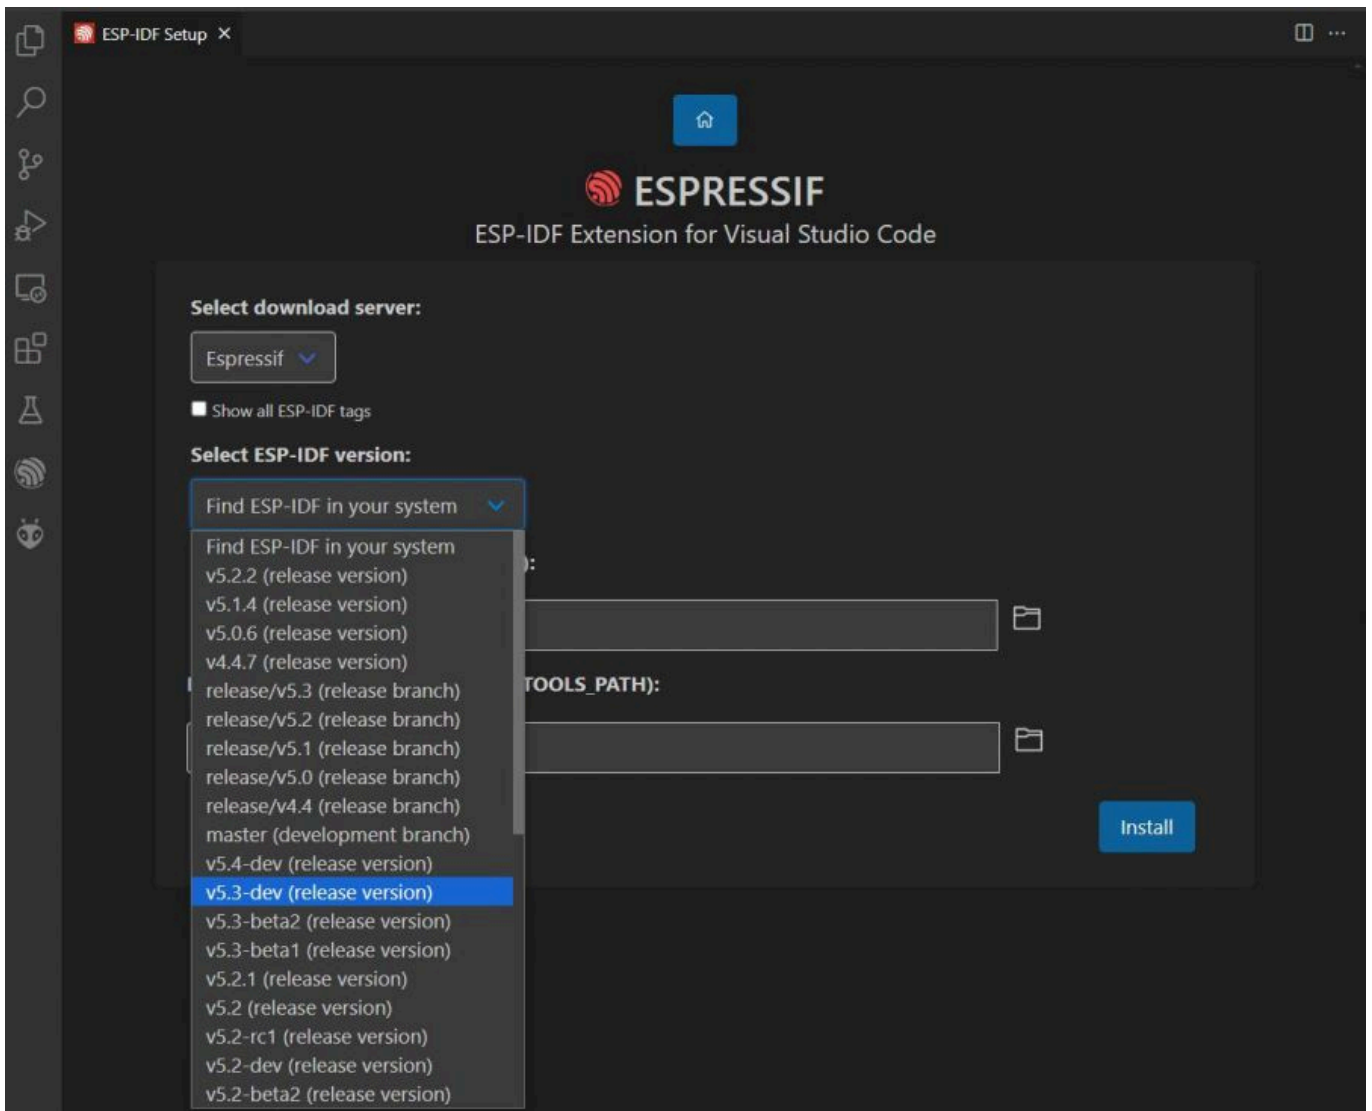 ESP-IDF Setup
ESPRESSIF
ESP-IDF Extension for Visual Studio Code
Select download server:
Espressif
Show all ESP-IDF tags
Select ESP-IDF version:
Find ESP-IDF in your system
Find ESP-IDF in your system
v5.2.2 (release version)
):
v5.1.4 (release version)
v5.0.6 (release version)
v4.4.7 (release version)
release/v5.3 (release branch)
TOOLS_PATH):
release/v5.2 (release branch)
release/v5.1 (release branch)
release/v5.0 (release branch)
release/v4.4 (release branch)
master (development branch)
Install
v5.4-dev (release version)
v5.3-dev (release version)
v5.3-beta2 (release version)
v5.3-beta1 (release version)
v5.2.1 (release version)
v5.2 (release version)
v5.2-rc1 (release version)
v5.2-dev (release version)
v5.2-beta2 (release version)